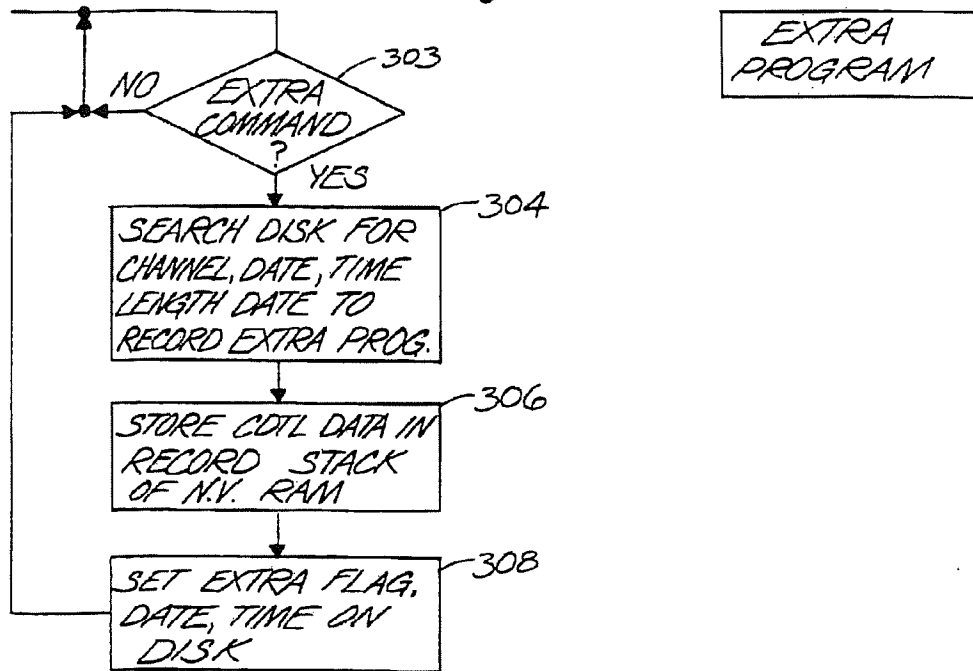 EXTRA
PROGRAM
303
NO
EXTRA
COMMAND
?
YES
304
SEARCH DISK FOR
CHANNEL, DATE, TIME
LENGTH DATE TO
RECORD EXTRA PROG.
306
STORE CDTL DATA IN
RECORD STACK
OF N.V. RAM
308
SET EXTRA FLAG.
DATE, TIME ON
DISK